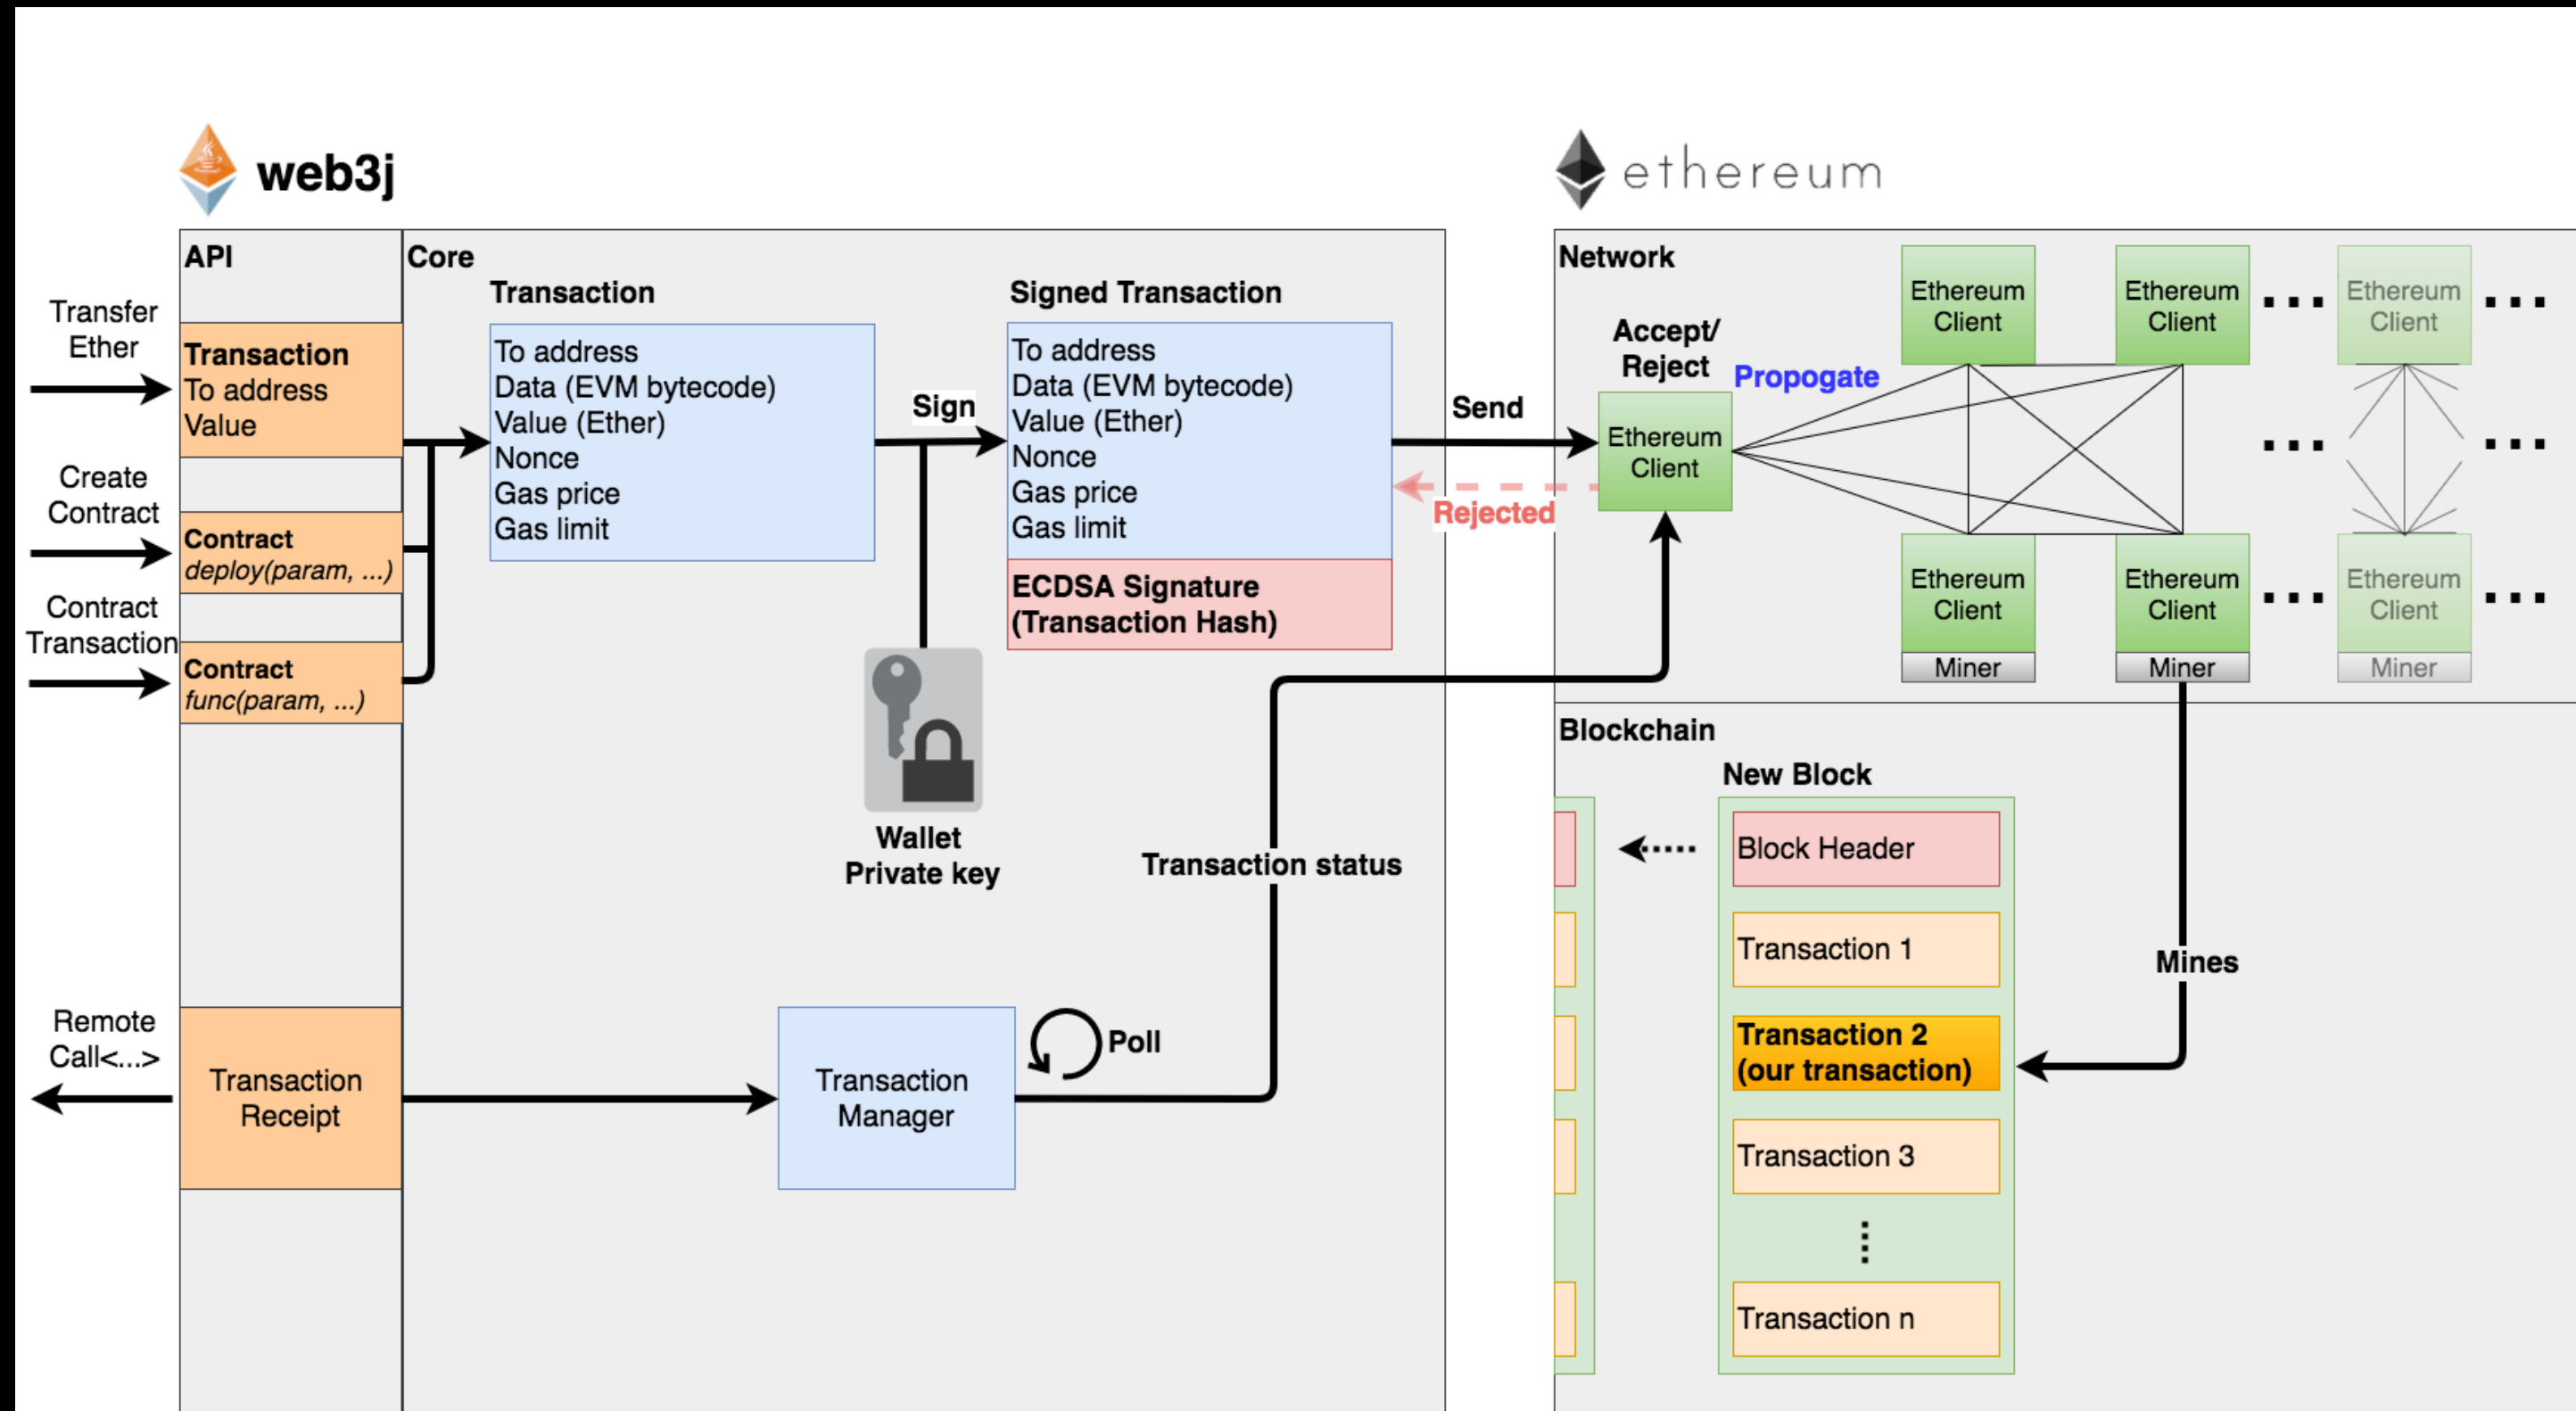 web3j
ethereum
API
Core
Transfer
Ether
Transaction
To address
Value
Create
Contract
Contract
deploy(param, ...)
Contract
Transaction
Contract
func(param, ...)
Transaction
To address
Data (EVM bytecode)
Value (Ether)
Nonce
Gas price
Gas limit
Sign
Wallet
Private key
Signed Transaction
To address
Data (EVM bytecode)
Value (Ether)
Nonce
Gas price
Gas limit
ECDSA Signature
(Transaction Hash)
Send
Rejected
Remote
Call<...>
Transaction
Receipt
Transaction
Manager
Poll
Transaction status
Network
Accept/
Reject
Ethereum
Client
Propogate
Ethereum
Client
Ethereum
Client
...
Ethereum
Client
...
...
...
Ethereum
Client
Miner
Ethereum
Client
Miner
...
Ethereum
Client
Miner
...
Blockchain
New Block
Block Header
Transaction 1
Transaction 2
(our transaction)
Transaction 3
Transaction n
Mines